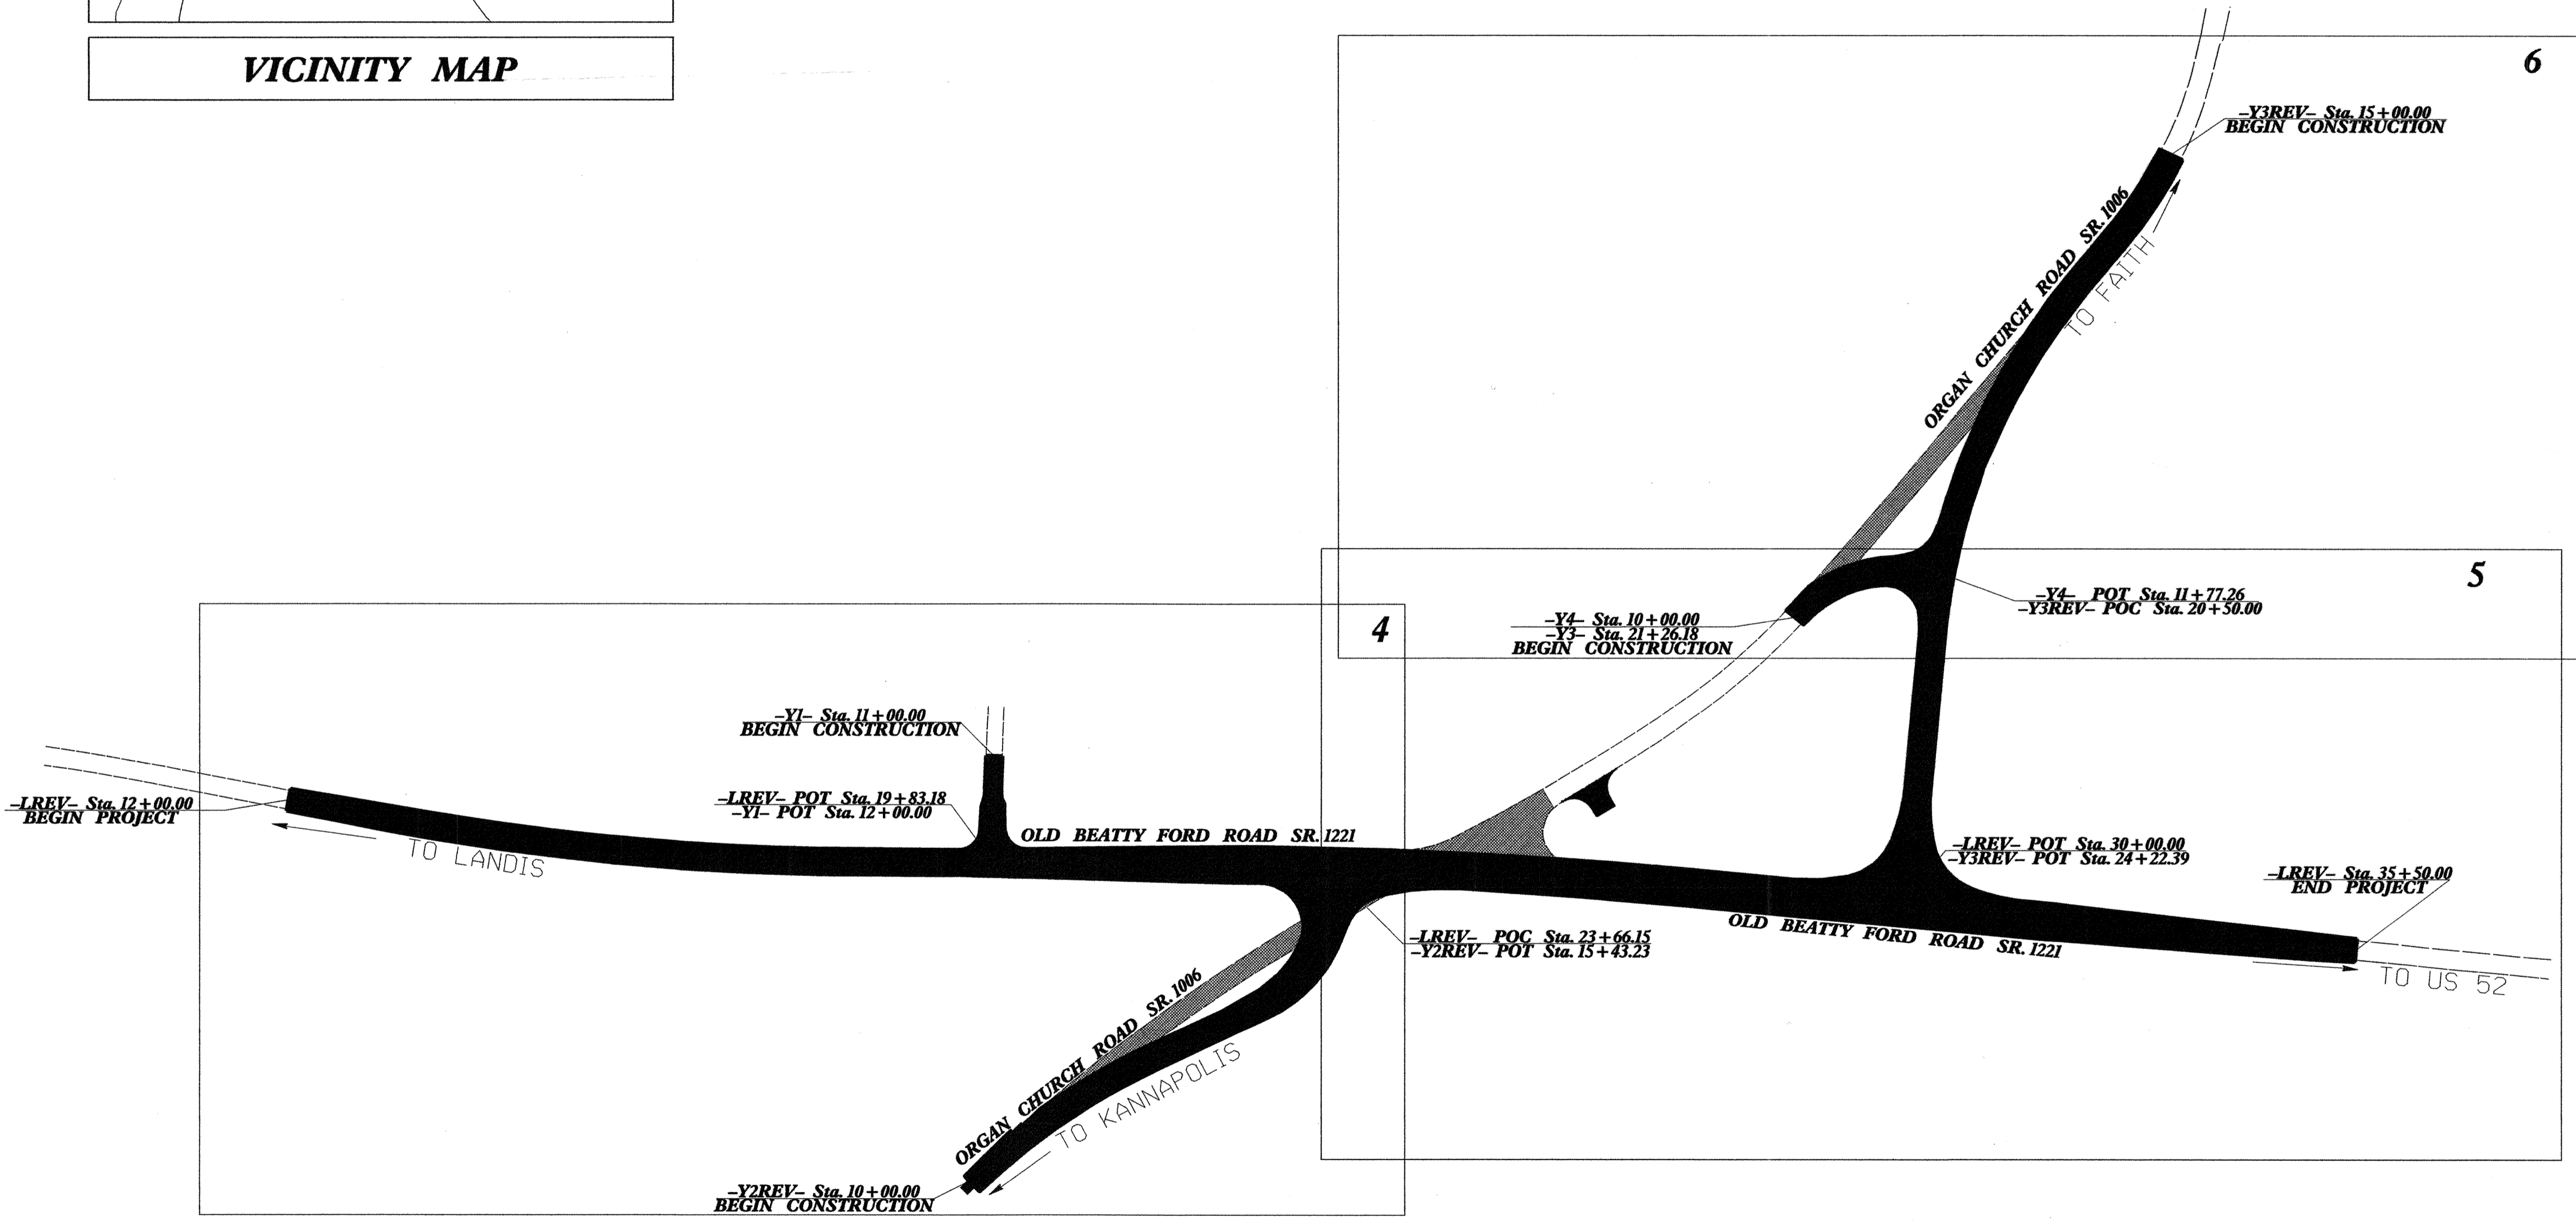 VICINITY MAP
6
–Y3REV– Sta. 15+00.00
BEGIN CONSTRUCTION
ORGAN CHURCH ROAD SR. 1006
TO FAITH
5
–Y4– POT Sta. 11+77.26
–Y3REV– POC Sta. 20+50.00
–Y4– Sta. 10+00.00
–Y3– Sta. 21+26.18
BEGIN CONSTRUCTION
4
–Y1– Sta. 11+00.00
BEGIN CONSTRUCTION
–LREV– Sta. 12+00.00
BEGIN PROJECT
–LREV– POT Sta. 19+83.18
–Y1– POT Sta. 12+00.00
OLD BEATTY FORD ROAD SR. 1221
TO LANDIS
–LREV– POT Sta. 30+00.00
–Y3REV– POT Sta. 24+22.39
–LREV– Sta. 35+50.00
END PROJECT
–LREV– POC Sta. 23+66.15
–Y2REV– POT Sta. 15+43.23
OLD BEATTY FORD ROAD SR. 1221
TO US 52
ORGAN CHURCH ROAD SR. 1006
TO KANNAPOLIS
–Y2REV– Sta. 10+00.00
BEGIN CONSTRUCTION